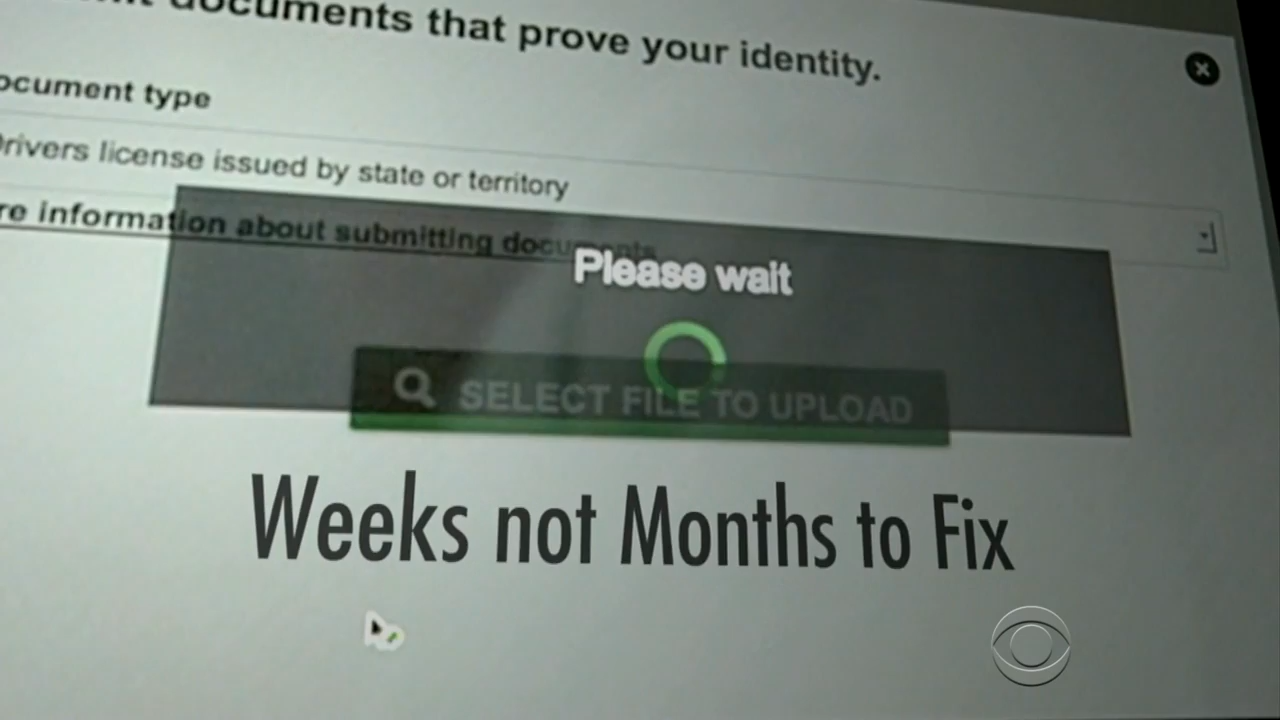 documents that prove your identity.
ocument type
rivers license issued by state or territory
re information about submitting documents
Please wait
SELECT FILE TO UPLOAD
Weeks not Months to Fix